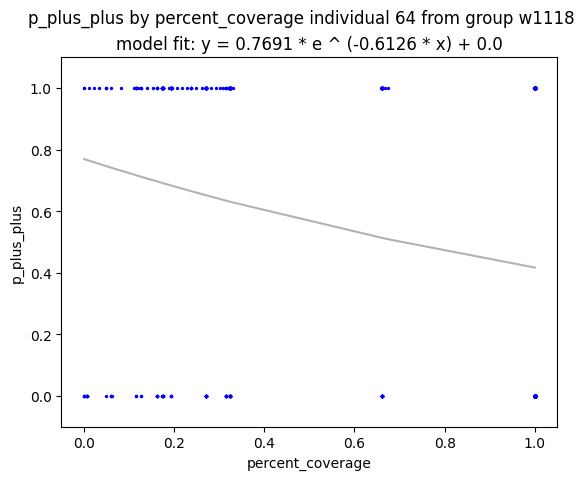 p_plus_plus by percent_coverage individual 64 from group w1118
model fit: y = 0.7691 * e ^ (-0.6126 * x) + 0.0
1.0
0.8
0.6
0.4
0.2
0.0
p_plus_plus
0.0 0.2 0.4 0.6 0.8 1.0
percent_coverage